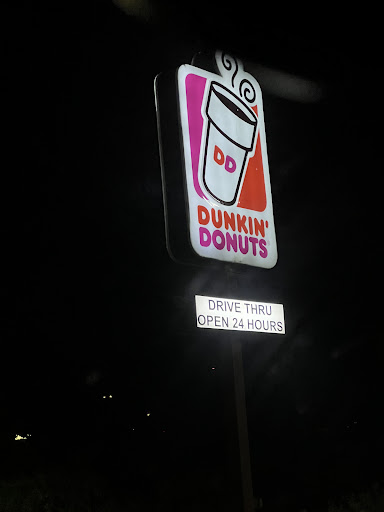 DD
DUNKIN'
DONUTS
DRIVE THRU
OPEN 24 HOURS